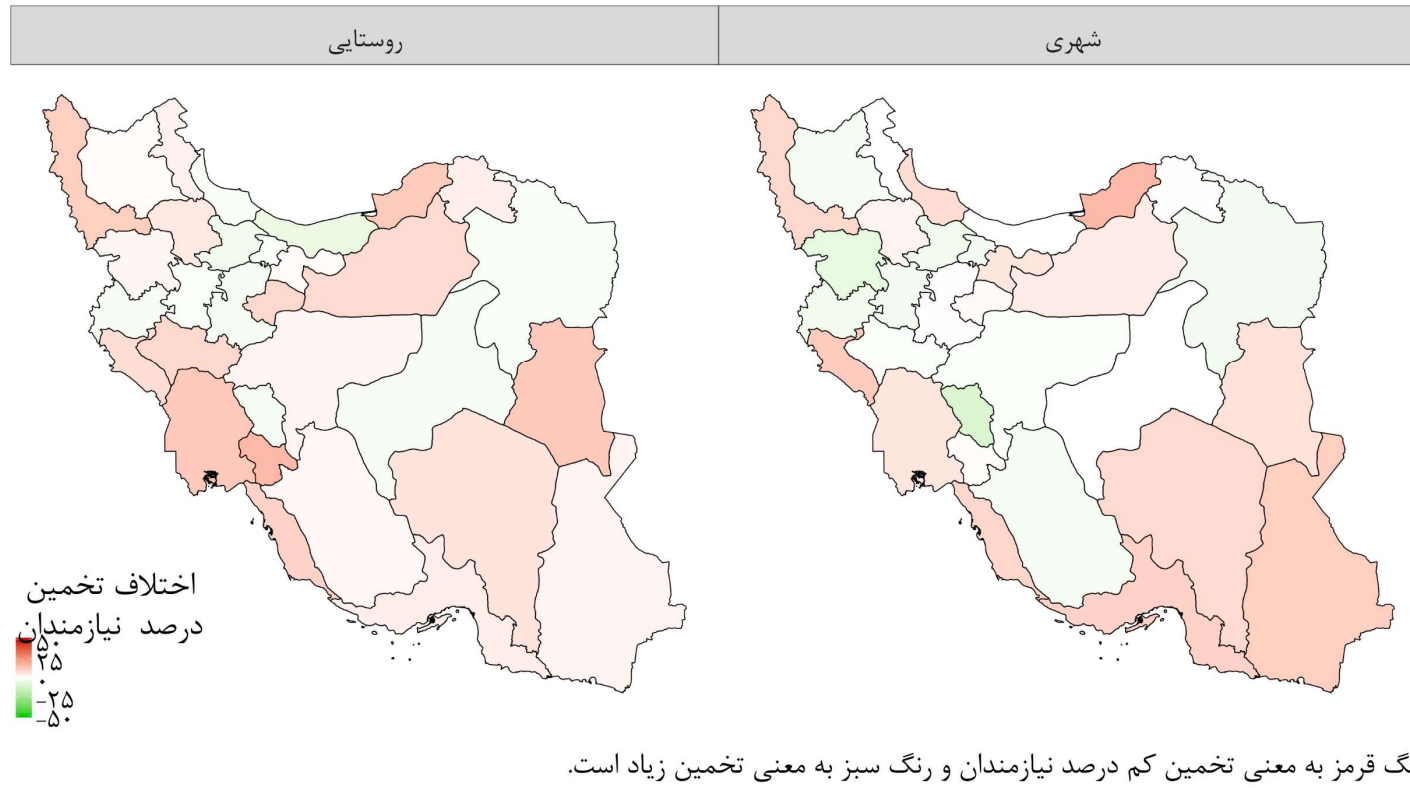 شهری
روستایی
اختلاف تخمین
درصد نیازمندان
۵۰
۲۵
۰
-۲۵
-۵۰
گ قرمز به معنی تخمین کم درصد نیازمندان و رنگ سبز به معنی تخمین زیاد است.